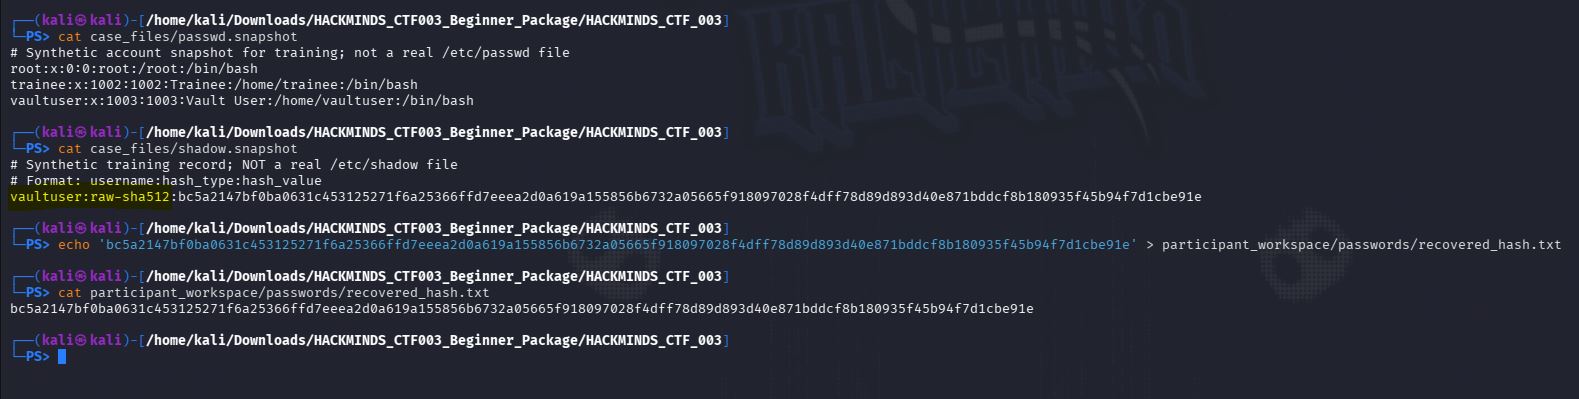 ┌──(kali㉿kali)-[/home/kali/Downloads/HACKMINDS_CTF003_Beginner_Package/HACKMINDS_CTF_003]
└─PS> cat case_files/passwd.snapshot
# Synthetic account snapshot for training; not a real /etc/passwd file
root:x:0:0:root:/root:/bin/bash
trainee:x:1002:1002:Trainee:/home/trainee:/bin/bash
vaultuser:x:1003:1003:Vault User:/home/vaultuser:/bin/bash
┌──(kali㉿kali)-[/home/kali/Downloads/HACKMINDS_CTF003_Beginner_Package/HACKMINDS_CTF_003]
└─PS> cat case_files/shadow.snapshot
# Synthetic training record; NOT a real /etc/shadow file
# Format: username:hash_type:hash_value
vaultuser:raw-sha512:bc5a2147bf0ba0631c453125271f6a25366ffd7eeea2d0a619a155856b6732a05665f918097028f4dff78d89d893d40e871bddcf8b180935f45b94f7d1cbe91e
┌──(kali㉿kali)-[/home/kali/Downloads/HACKMINDS_CTF003_Beginner_Package/HACKMINDS_CTF_003]
└─PS> echo 'bc5a2147bf0ba0631c453125271f6a25366ffd7eeea2d0a619a155856b6732a05665f918097028f4dff78d89d893d40e871bddcf8b180935f45b94f7d1cbe91e' > participant_workspace/passwords/recovered_hash.txt
┌──(kali㉿kali)-[/home/kali/Downloads/HACKMINDS_CTF003_Beginner_Package/HACKMINDS_CTF_003]
└─PS> cat participant_workspace/passwords/recovered_hash.txt
bc5a2147bf0ba0631c453125271f6a25366ffd7eeea2d0a619a155856b6732a05665f918097028f4dff78d89d893d40e871bddcf8b180935f45b94f7d1cbe91e
┌──(kali㉿kali)-[/home/kali/Downloads/HACKMINDS_CTF003_Beginner_Package/HACKMINDS_CTF_003]
└─PS>